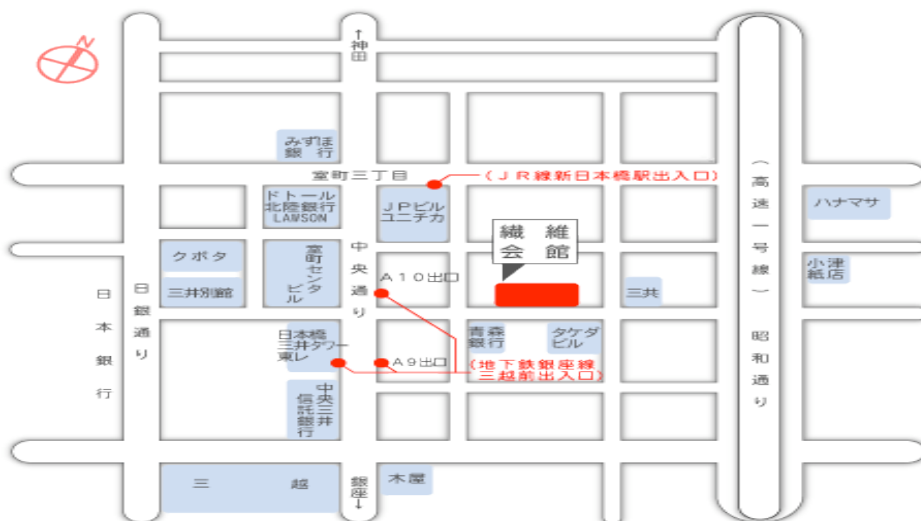 N
↑神田
みずほ
銀行
室町三丁目
(JR線新日本橋駅出入口)
ドトール
北陸銀行
LAWSON
JPビル
ユニチカ
ハナマサ
(高速一号線)
昭和通り
繊維
会館
クボタ
三井別館
室町センタービル
中央通り
A10出口
三共
小津
紙店
日本銀行
日銀通り
日本橋
三井タワー
東レ
A9出口
青森
銀行
タケダ
ビル
(地下鉄銀座線
三越前出入口)
中央三井
信託銀行
三越
銀座↓
木屋